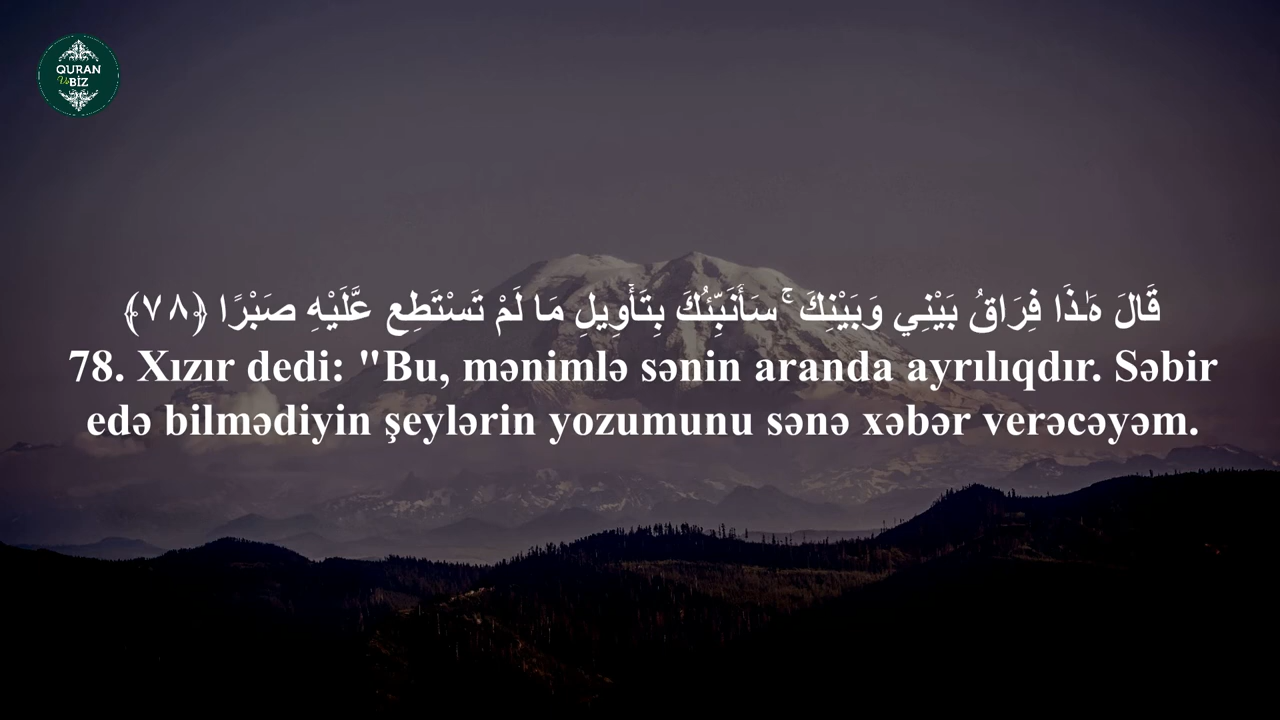 QURAN
Və BİZ
قَالَ هَٰذَا فِرَاقُ بَيْنِي وَبَيْنِكَ ۚ سَأُنَبِّئُكَ بِتَأْوِيلِ مَا لَمْ تَسْتَطِع عَّلَيْهِ صَبْرًا ﴿٧٨﴾
78. Xızır dedi: "Bu, mənimlə sənin aranda ayrılıqdır. Səbir
edə bilmədiyin şeylərin yozumunu sənə xəbər verəcəyəm.